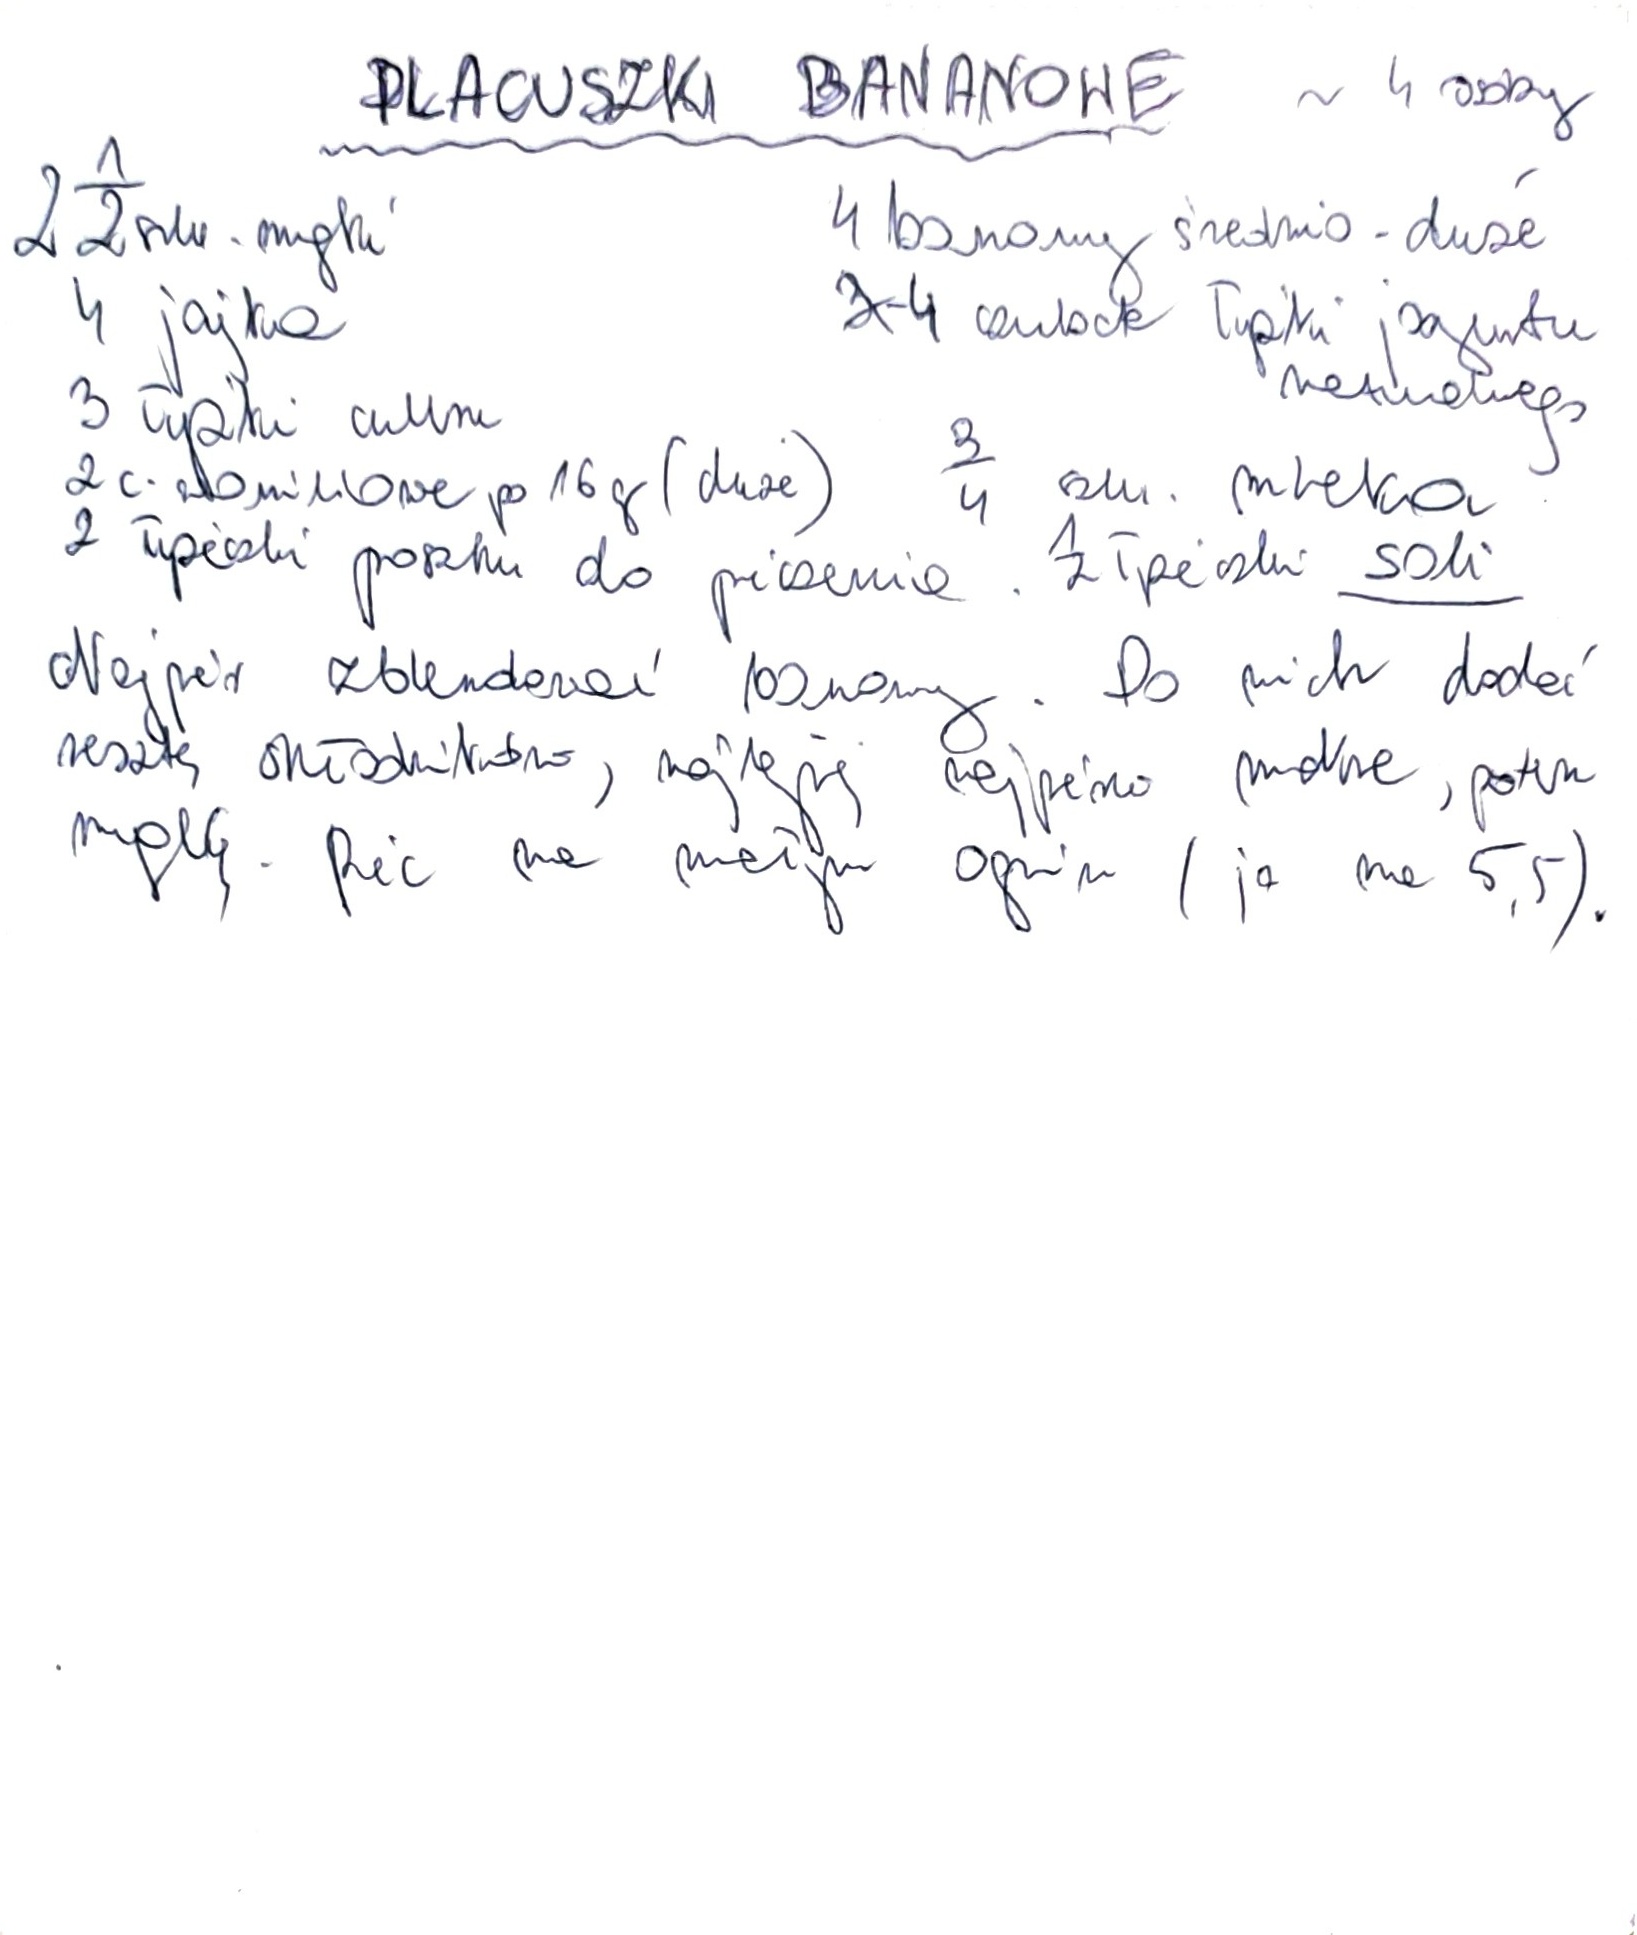 PLACUSZKI BANANOWE ~ 4 osoby
2 1/2 szk. mąki 4 banany średnio-duże
4 jajka 3-4 czubate łyżki jogurtu
naturalnego
3 łyżki cukru
2 c. waniliowe po 16 g (duże) 3/4 szk. mleka
2 łyżeczki proszku do pieczenia. 1/2 łyżeczki soli
Najpierw zblendować banany. Do nich dodać
resztę składników, najlepiej najpierw mokre, potem
mąkę. Piec na małym ogniu (ja na 5,5).